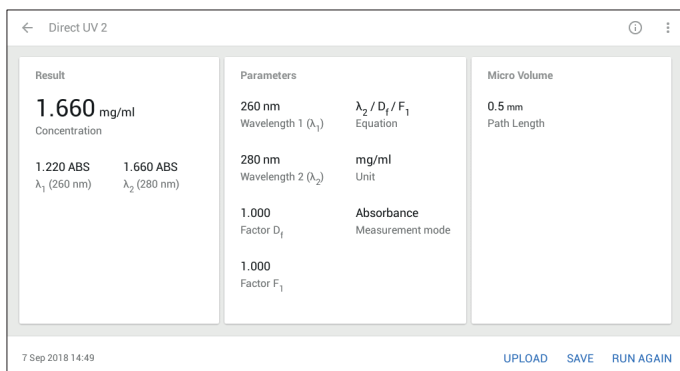 Direct UV 2
Result
1.660 mg/ml
Concentration
1.220 ABS
λ1 (260 nm)
1.660 ABS
λ2 (280 nm)
Parameters
260 nm
Wavelength 1 (λ1)
λ2 / Df / F1
Equation
280 nm
Wavelength 2 (λ2)
mg/ml
Unit
1.000
Factor Df
Absorbance
Measurement mode
1.000
Factor F1
Micro Volume
0.5 mm
Path Length
7 Sep 2018 14:49
UPLOAD SAVE RUN AGAIN